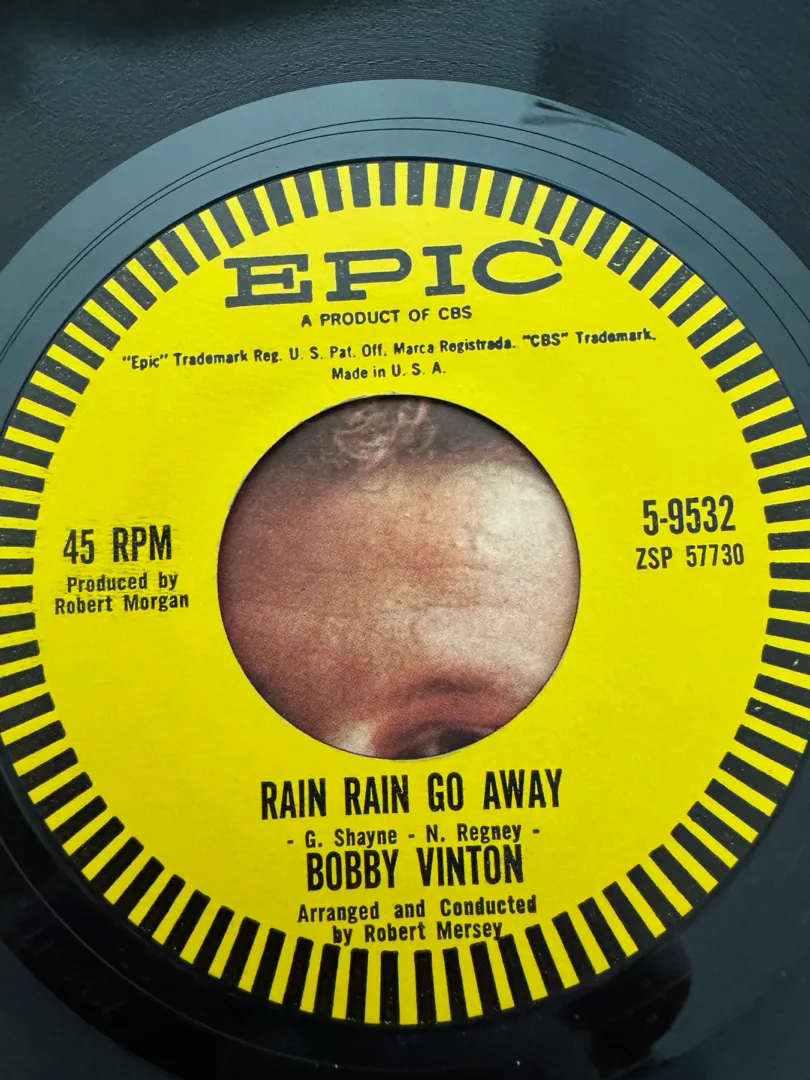 EPIC
A PRODUCT OF CBS
"Epic" Trademark Reg. U. S. Pat. Off. Marca Registrada. "CBS" Trademark.
Made in U. S. A.
45 RPM
Produced by
Robert Morgan
5-9532
ZSP 57730
RAIN RAIN GO AWAY
- G. Shayne - N. Regney -
BOBBY VINTON
Arranged and Conducted
by Robert Mersey